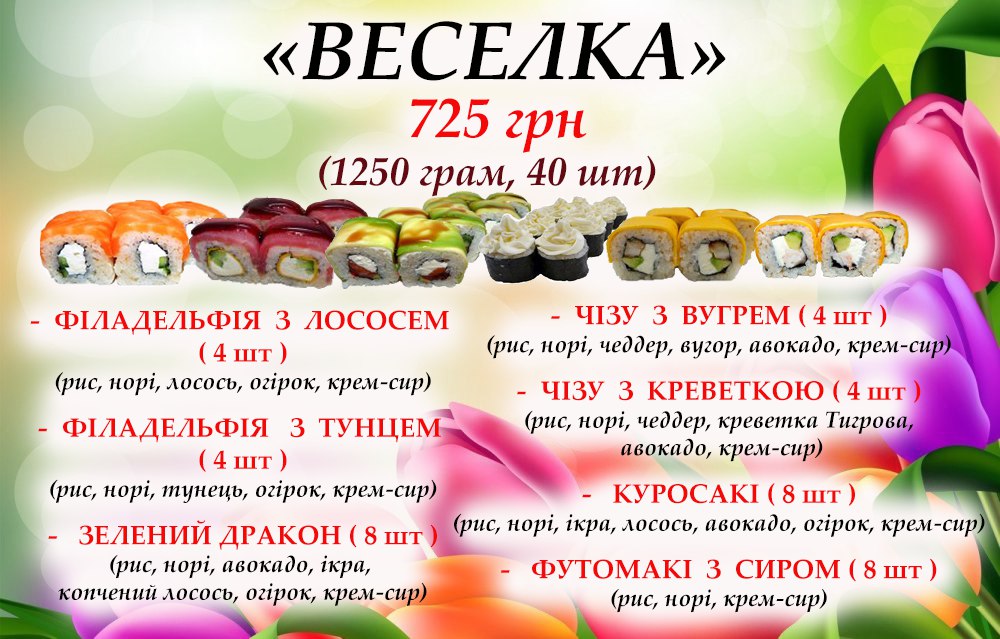 «ВЕСЕЛКА»
725 грн
(1250 грам, 40 шт)
- ФІЛАДЕЛЬФІЯ З ЛОСОСЕМ
( 4 шт )
(рис, норі, лосось, огірок, крем-сир)
- ФІЛАДЕЛЬФІЯ З ТУНЦЕМ
( 4 шт )
(рис, норі, тунець, огірок, крем-сир)
- ЗЕЛЕНИЙ ДРАКОН ( 8 шт )
(рис, норі, авокадо, ікра,
копчений лосось, огірок, крем-сир)
- ЧІЗУ З ВУГРЕМ ( 4 шт )
(рис, норі, чеддер, вугор, авокадо, крем-сир)
- ЧІЗУ З КРЕВЕТКОЮ ( 4 шт )
(рис, норі, чеддер, креветка Тигрова,
авокадо, крем-сир)
- КУРОСАКІ ( 8 шт )
(рис, норі, ікра, лосось, авокадо, огірок, крем-сир)
- ФУТОМАКІ З СИРОМ ( 8 шт )
(рис, норі, крем-сир)